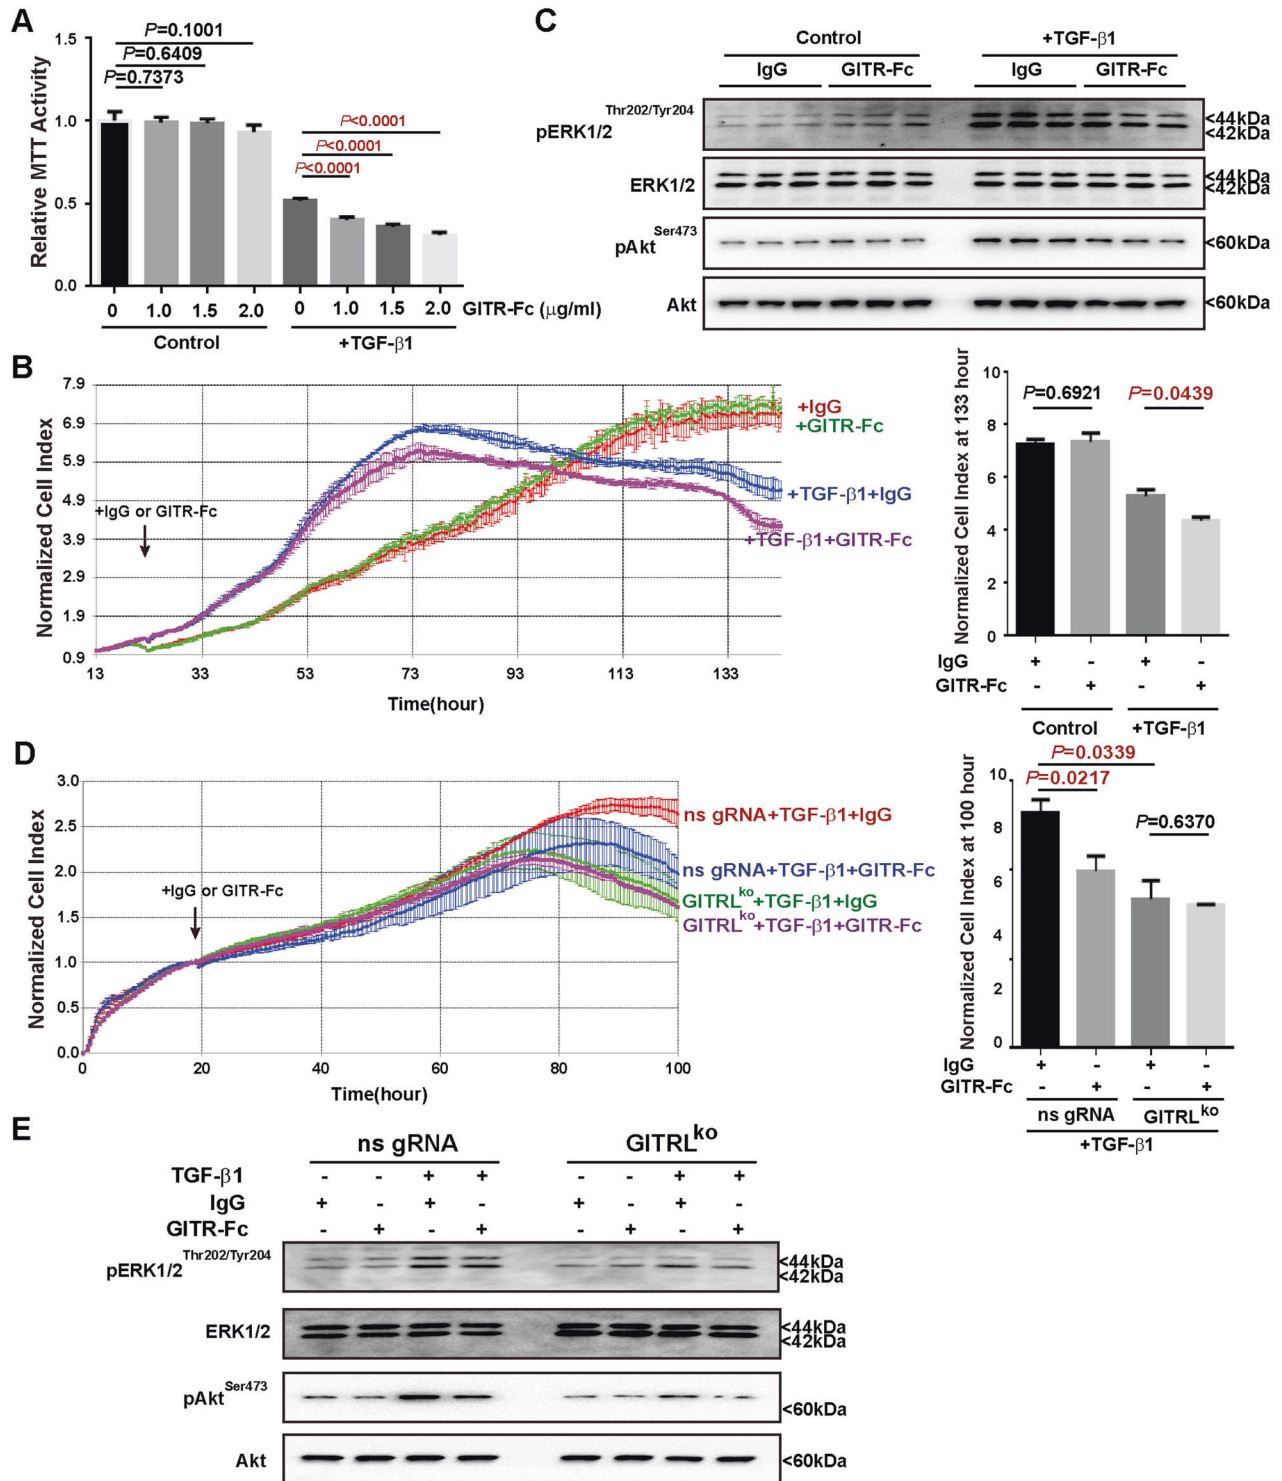 A
P=0.1001
P=0.6409
P=0.7373
1.5
1.0
0.5
0.0
Relative MTT Activity
P<0.0001
P<0.0001
P<0.0001
0 1.0 1.5 2.0 0 1.0 1.5 2.0 GITR-Fc (μg/ml)
Control +TGF-β1
C
Control +TGF-β1
IgG GITR-Fc IgG GITR-Fc
pERK1/2 Thr202/Tyr204
<44kDa
<42kDa
ERK1/2
<44kDa
<42kDa
pAkt Ser473
<60kDa
Akt
<60kDa
B
7.9
6.9
5.9
4.9
3.9
2.9
1.9
0.9
Normalized Cell Index
+IgG or GITR-Fc
+IgG
+GITR-Fc
+TGF-β1+IgG
+TGF-β1+GITR-Fc
13 33 53 73 93 113 133
Time(hour)
Normalized Cell Index at 133 hour
10
8
6
4
2
0
P=0.6921
P=0.0439
IgG + - + -
GITR-Fc - + - +
Control +TGF-β1
D
3.0
2.5
2.0
1.5
1.0
0.5
0.0
Normalized Cell Index
+IgG or GITR-Fc
ns gRNA+TGF-β1+IgG
ns gRNA+TGF-β1+GITR-Fc
GITRLko+TGF-β1+IgG
GITRLko+TGF-β1+GITR-Fc
0 20 40 60 80 100
Time(hour)
Normalized Cell Index at 100 hour
10
8
6
4
2
0
P=0.0339
P=0.0217
P=0.6370
IgG + - + -
GITR-Fc - + - +
ns gRNA GITRLko
+TGF-β1
E
ns gRNA GITRLko
TGF-β1 - - + + - - + +
IgG + - + - + - + -
GITR-Fc - + - + - + - +
pERK1/2 Thr202/Tyr204
<44kDa
<42kDa
ERK1/2
<44kDa
<42kDa
pAkt Ser473
<60kDa
Akt
<60kDa